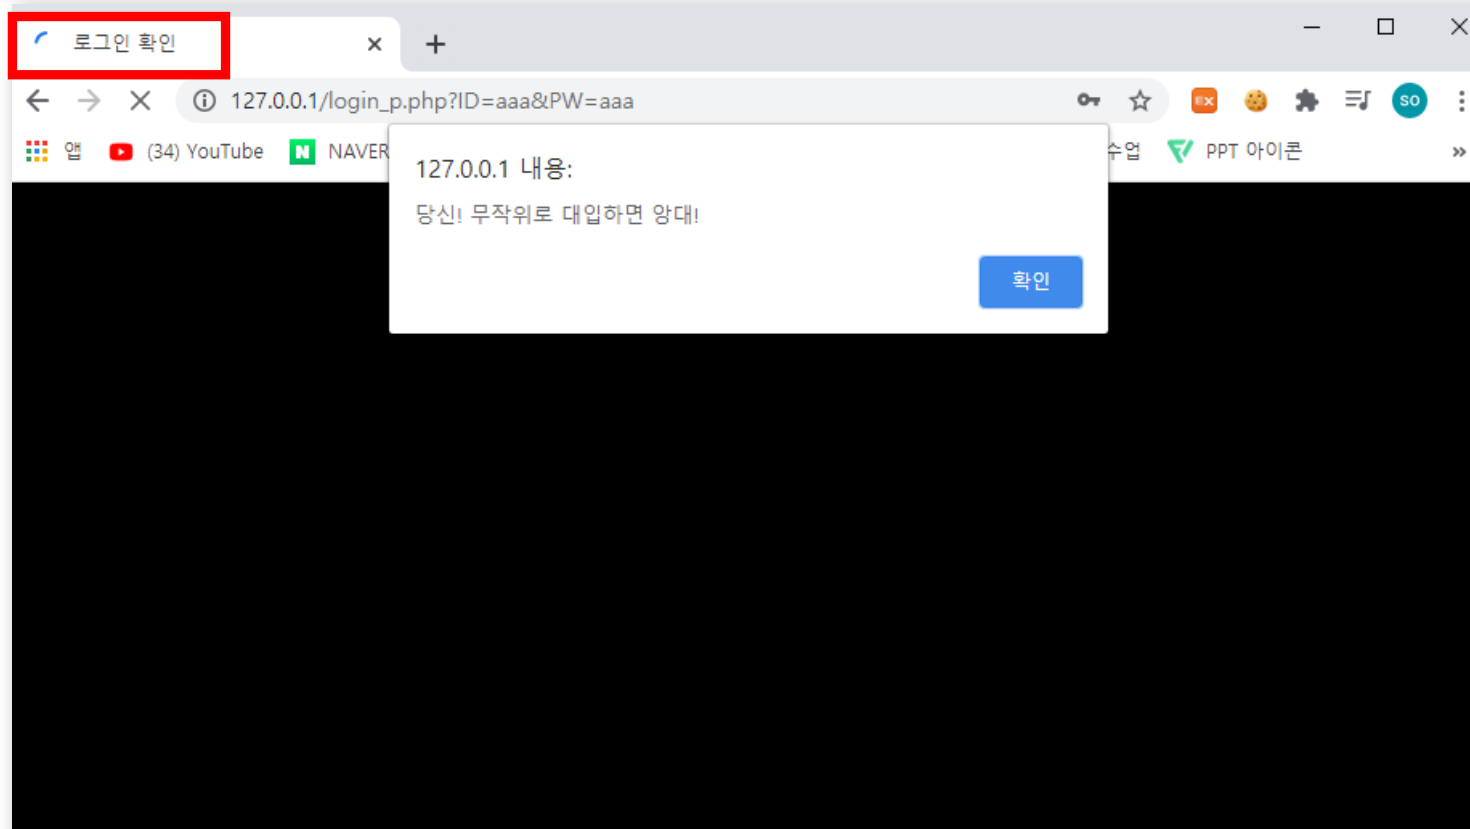 로그인 확인
127.0.0.1/login_p.php?ID=aaa&PW=aaa
EX
SO
앱
(34) YouTube
N
NAVER
수업
PPT 아이콘
127.0.0.1 내용:
당신! 무작위로 대입하면 앙대!
확인